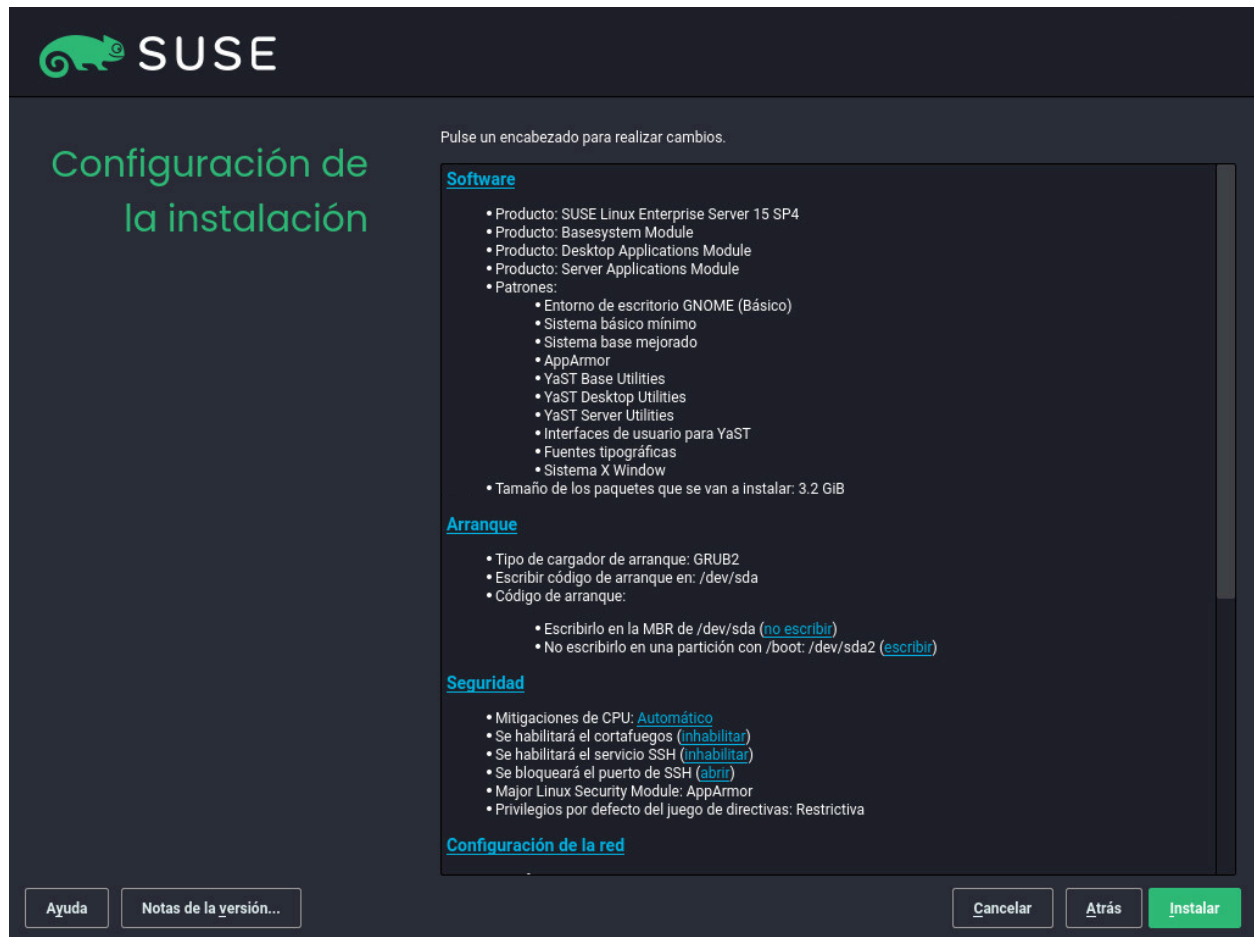 SUSE
Configuración de
la instalación
Pulse un encabezado para realizar cambios.
Software
• Producto: SUSE Linux Enterprise Server 15 SP4
• Producto: Basesystem Module
• Producto: Desktop Applications Module
• Producto: Server Applications Module
• Patrones:
• Entorno de escritorio GNOME (Básico)
• Sistema básico mínimo
• Sistema base mejorado
• AppArmor
• YaST Base Utilities
• YaST Desktop Utilities
• YaST Server Utilities
• Interfaces de usuario para YaST
• Fuentes tipográficas
• Sistema X Window
• Tamaño de los paquetes que se van a instalar: 3.2 GiB
Arranque
• Tipo de cargador de arranque: GRUB2
• Escribir código de arranque en: /dev/sda
• Código de arranque:
• Escribirlo en la MBR de /dev/sda (no escribir)
• No escribirlo en una partición con /boot: /dev/sda2 (escribir)
Seguridad
• Mitigaciones de CPU: Automático
• Se habilitará el cortafuegos (inhabilitar)
• Se habilitará el servicio SSH (inhabilitar)
• Se bloqueará el puerto de SSH (abrir)
• Major Linux Security Module: AppArmor
• Privilegios por defecto del juego de directivas: Restrictiva
Configuración de la red
Ayuda
Notas de la versión...
Cancelar
Atrás
Instalar